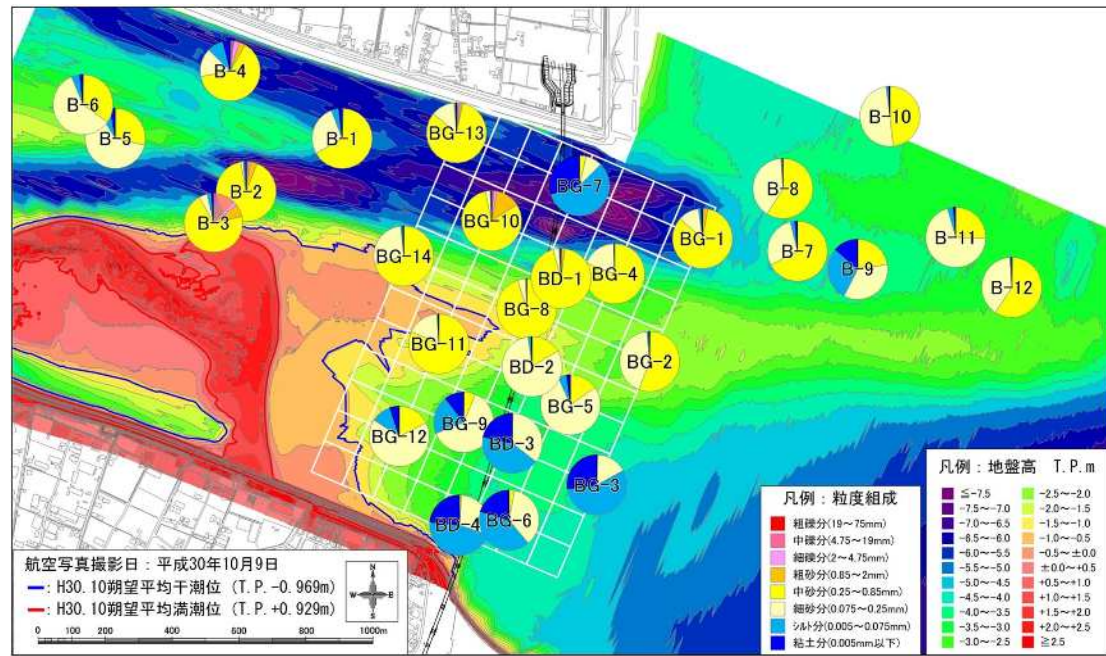 B-4
B-6
B-5
B-1
BG-13
B-10
B-2
B-3
BG-7
B-8
BG-10
BG-1
B-7
B-11
BG-14
BD-1
BG-4
B-9
B-12
BG-8
BG-11
BD-2
BG-2
BG-5
BG-12
BG-9
BD-3
BG-3
BD-4
BG-6
航空写真撮影日：平成30年10月9日
: H30.10朔望平均干潮位 (T.P.-0.969m)
: H30.10朔望平均満潮位 (T.P.+0.929m)
N
W E
S
0 200 400 600 800 1000m
凡例：粒度組成
粗礫分(19～75mm)
中礫分(4.75～19mm)
細礫分(2～4.75mm)
粗砂分(0.85～2mm)
中砂分(0.25～0.85mm)
細砂分(0.075～0.25mm)
シルト分(0.005～0.075mm)
粘土分(0.005mm以下)
凡例：地盤高 T.P.m
≦-7.5
-7.5～-7.0
-7.0～-6.5
-6.5～-6.0
-6.0～-5.5
-5.5～-5.0
-5.0～-4.5
-4.5～-4.0
-4.0～-3.5
-3.5～-3.0
-3.0～-2.5
-2.5～-2.0
-2.0～-1.5
-1.5～-1.0
-1.0～-0.5
-0.5～±0.0
±0.0～+0.5
+0.5～+1.0
+1.0～+1.5
+1.5～+2.0
+2.0～+2.5
≧2.5